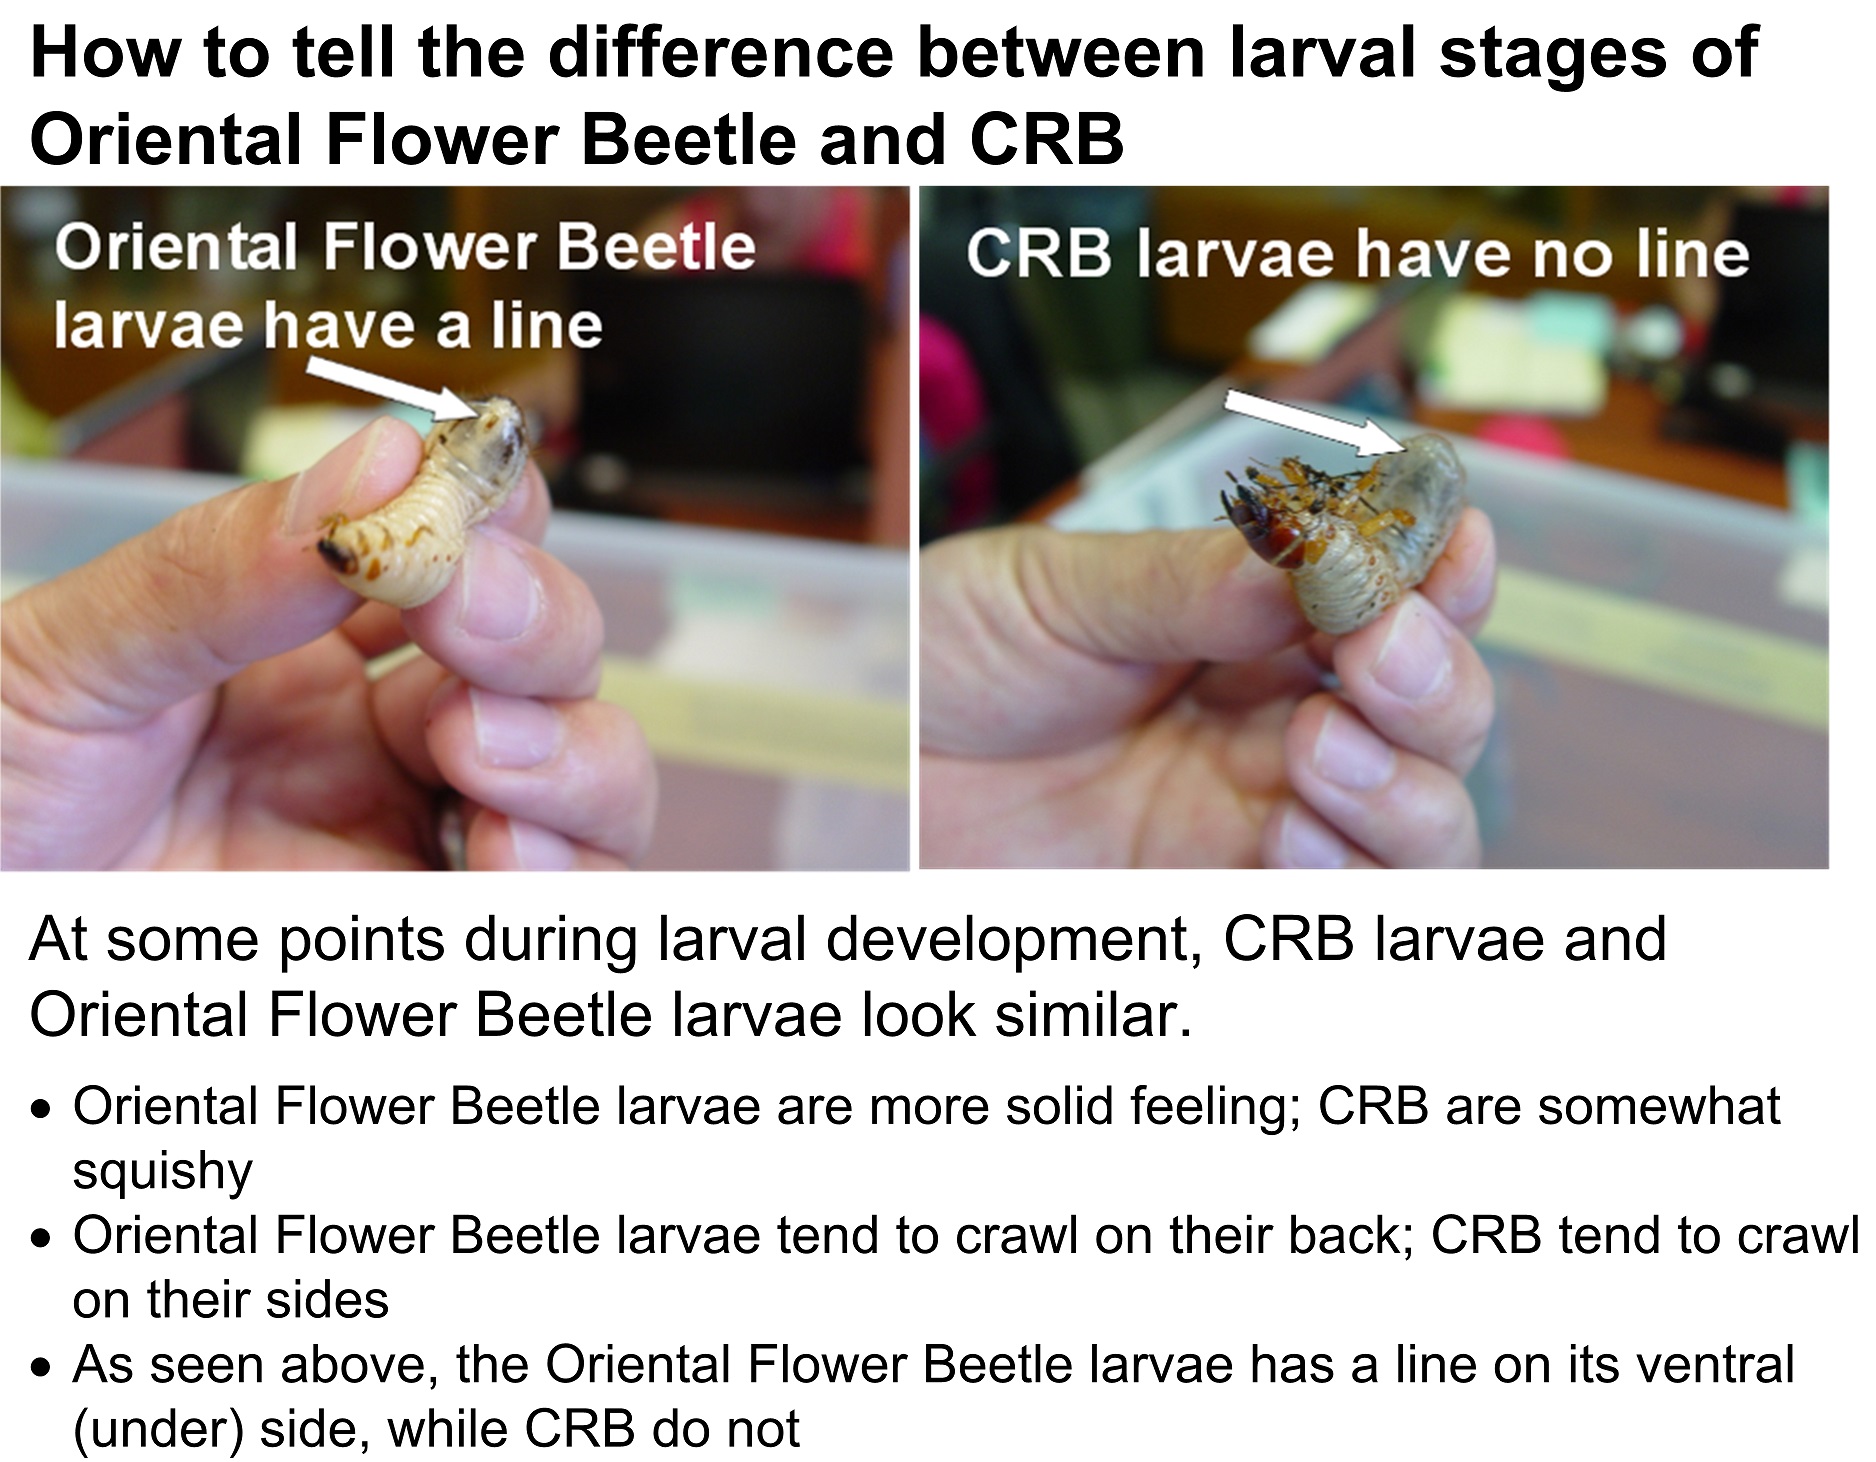 How to tell the difference between larval stages of
Oriental Flower Beetle and CRB
Oriental Flower Beetle
larvae have a line
CRB larvae have no line
At some points during larval development, CRB larvae and
Oriental Flower Beetle larvae look similar.
• Oriental Flower Beetle larvae are more solid feeling; CRB are somewhat
squishy
• Oriental Flower Beetle larvae tend to crawl on their back; CRB tend to crawl
on their sides
• As seen above, the Oriental Flower Beetle larvae has a line on its ventral
(under) side, while CRB do not